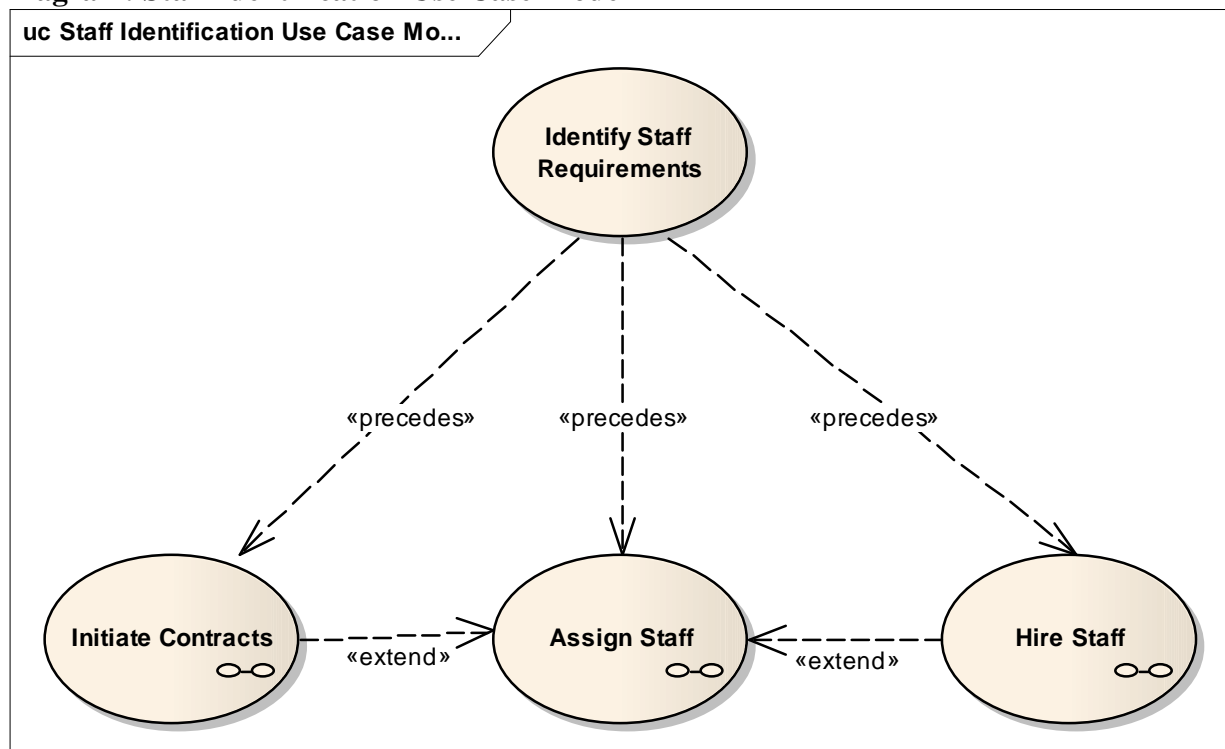 uc Staff Identification Use Case Mo...
Identify Staff
Requirements
«precedes»
«precedes»
«precedes»
Initiate Contracts
«extend»
Assign Staff
«extend»
Hire Staff